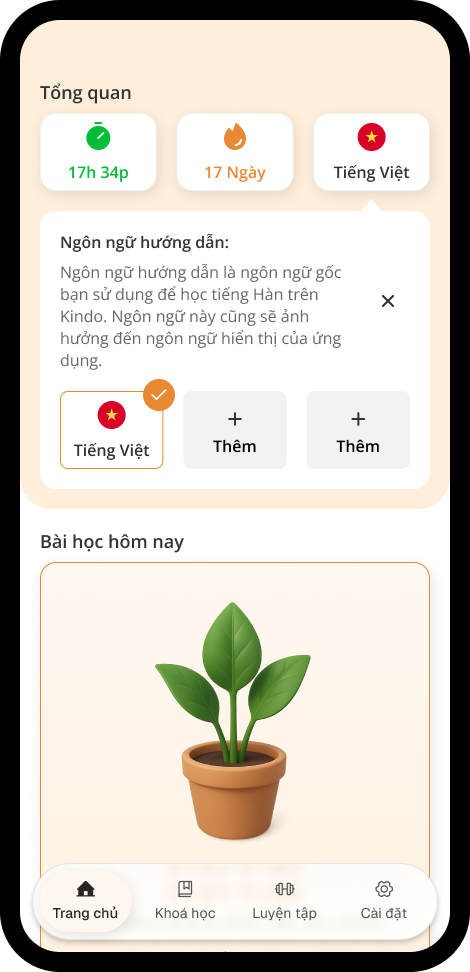 Tổng quan
17h 34p
17 Ngày
Tiếng Việt
Ngôn ngữ hướng dẫn:
Ngôn ngữ hướng dẫn là ngôn ngữ gốc
bạn sử dụng để học tiếng Hàn trên
Kindo. Ngôn ngữ này cũng sẽ ảnh
hưởng đến ngôn ngữ hiển thị của ứng
dụng.
Tiếng Việt
Thêm
Thêm
Bài học hôm nay
Trang chủ
Khoá học
Luyện tập
Cài đặt